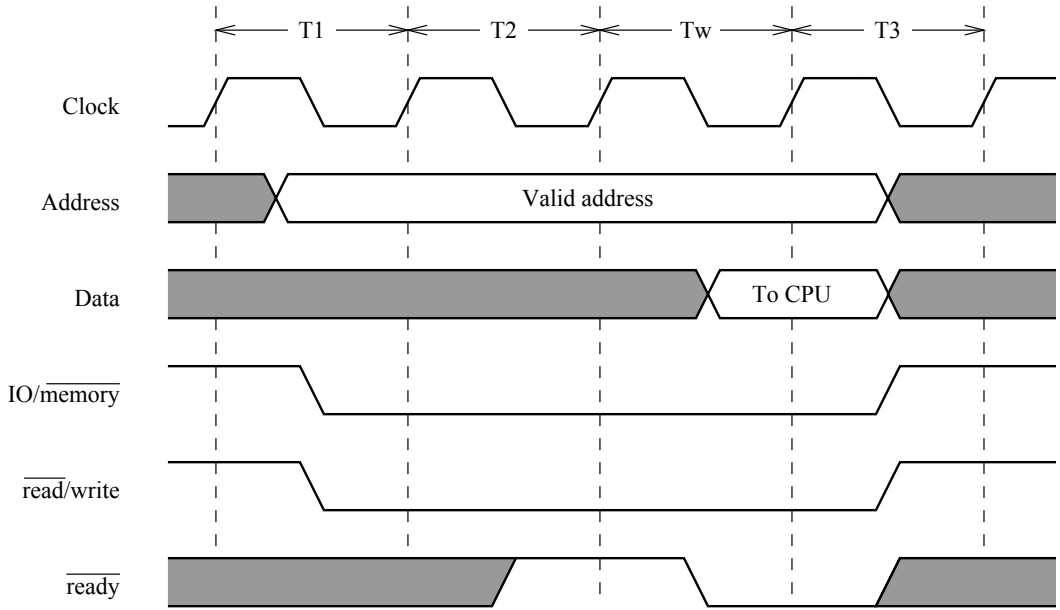 T1 T2 Tw T3
Clock
Address Valid address
Data To CPU
IO/memory
read/write
ready